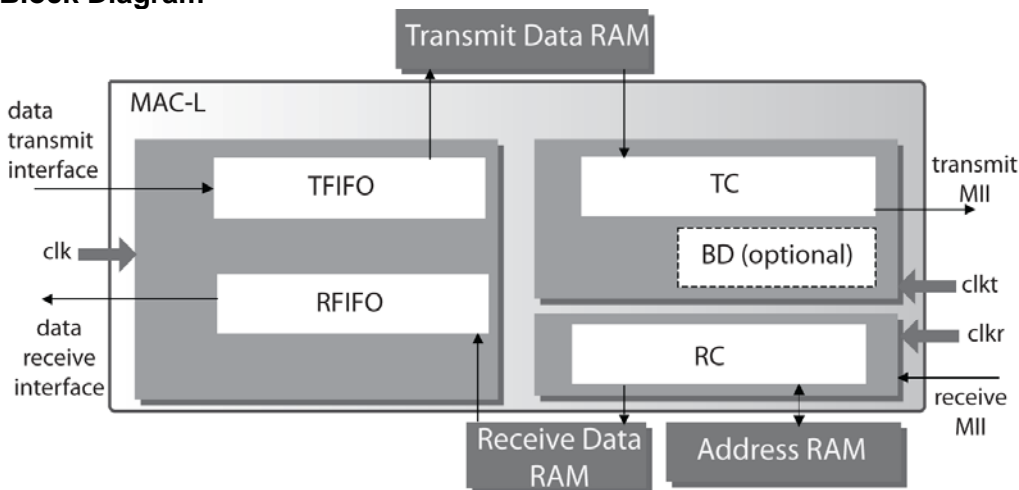 Block Diagram
Transmit Data RAM
MAC-L
data
transmit
interface
TFIFO
TC
transmit
MII
clk
BD (optional)
RFIFO
clkt
data
receive
interface
clkr
RC
receive
MII
Receive Data
RAM
Address RAM